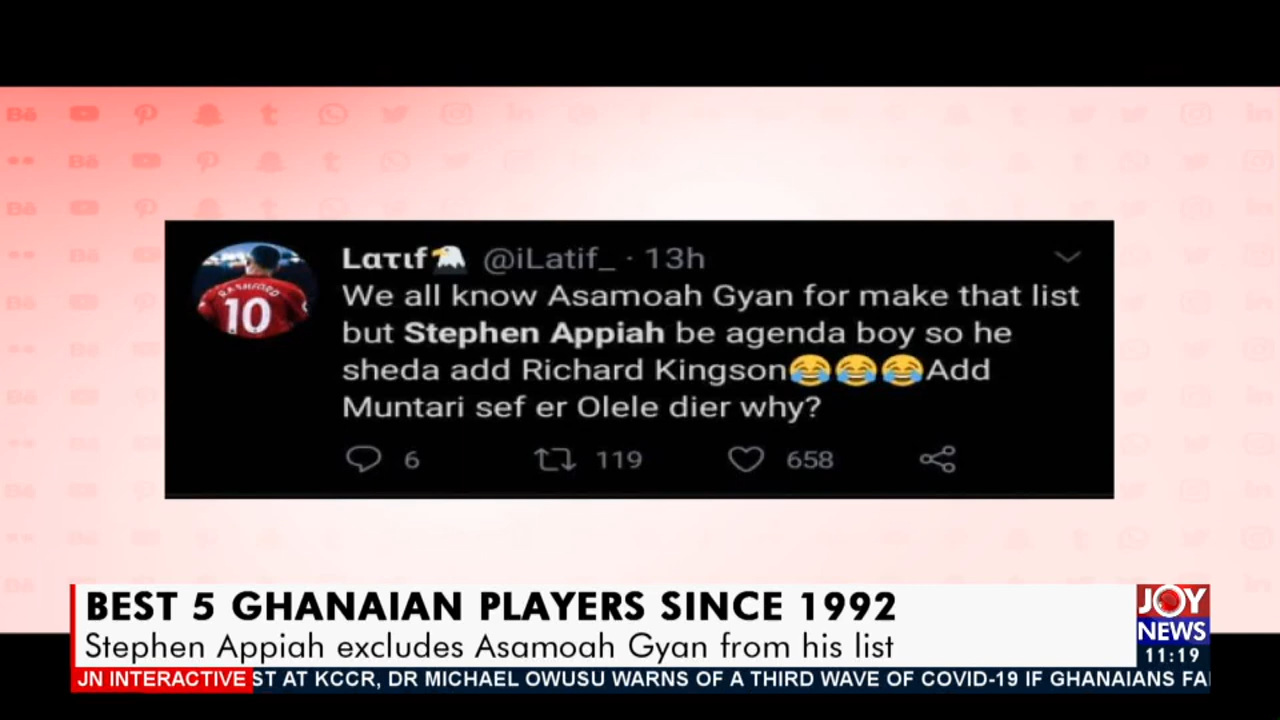 Lατιf🦅 @iLatif_ · 13h
We all know Asamoah Gyan for make that list
but Stephen Appiah be agenda boy so he
sheda add Richard Kingson😂😂😂Add
Muntari sef er Olele dier why?
6 119 658
RASHFORD
10
BEST 5 GHANAIAN PLAYERS SINCE 1992
Stephen Appiah excludes Asamoah Gyan from his list
JOY
NEWS
11:19
JN INTERACTIVE ST AT KCCR, DR MICHAEL OWUSU WARNS OF A THIRD WAVE OF COVID-19 IF GHANAIANS FA